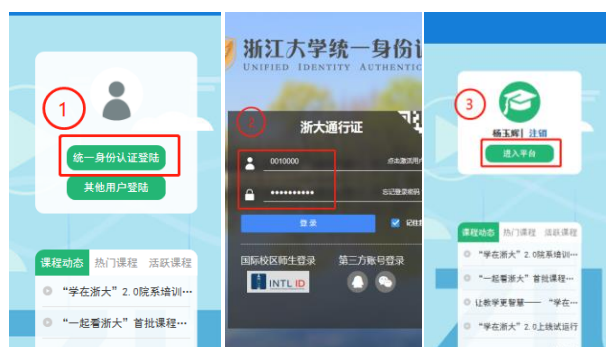 1
统一身份认证登陆
其他用户登陆
课程动态 热门课程 活跃课程
“学在浙大”2.0院系培训…
“一起看浙大”首批课程…
浙江大学统一身份
UNIFIED IDENTITY AUTHENTIC
浙大通行证
0010000
点击激活用户
••••••••••
忘记登录密码
登录
国际校区师生登录 第三方账号登录
INTL ID
3
杨玉辉| 注销
进入平台
课程动态 热门课程 活跃课程
“学在浙大”2.0院系培训…
“一起看浙大”首批课程…
让教学更智慧—— “学在…
“学在浙大”2.0上线试运行